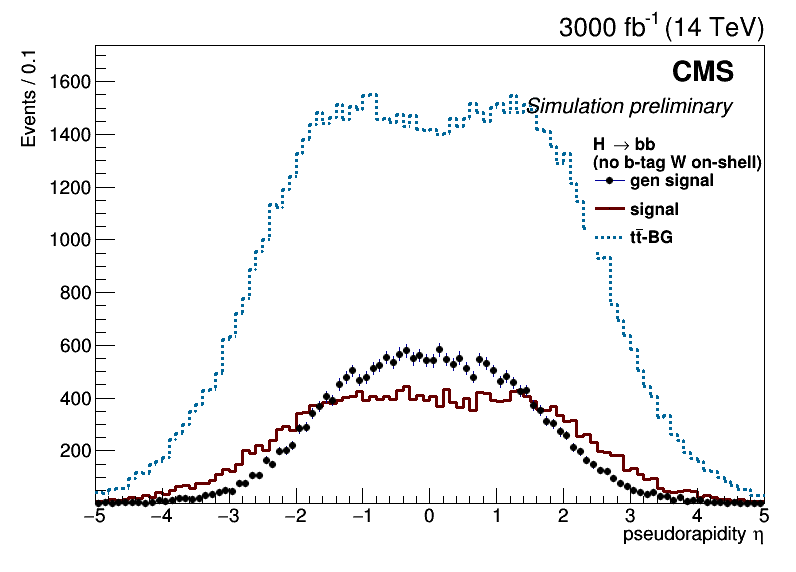 3000 fb⁻¹ (14 TeV)
CMS
Simulation preliminary
H → bb
(no b-tag W on-shell)
gen signal
signal
tt̄-BG
Events / 0.1
1600
1400
1200
1000
800
600
400
200
−5 −4 −3 −2 −1 0 1 2 3 4 5
pseudorapidity η